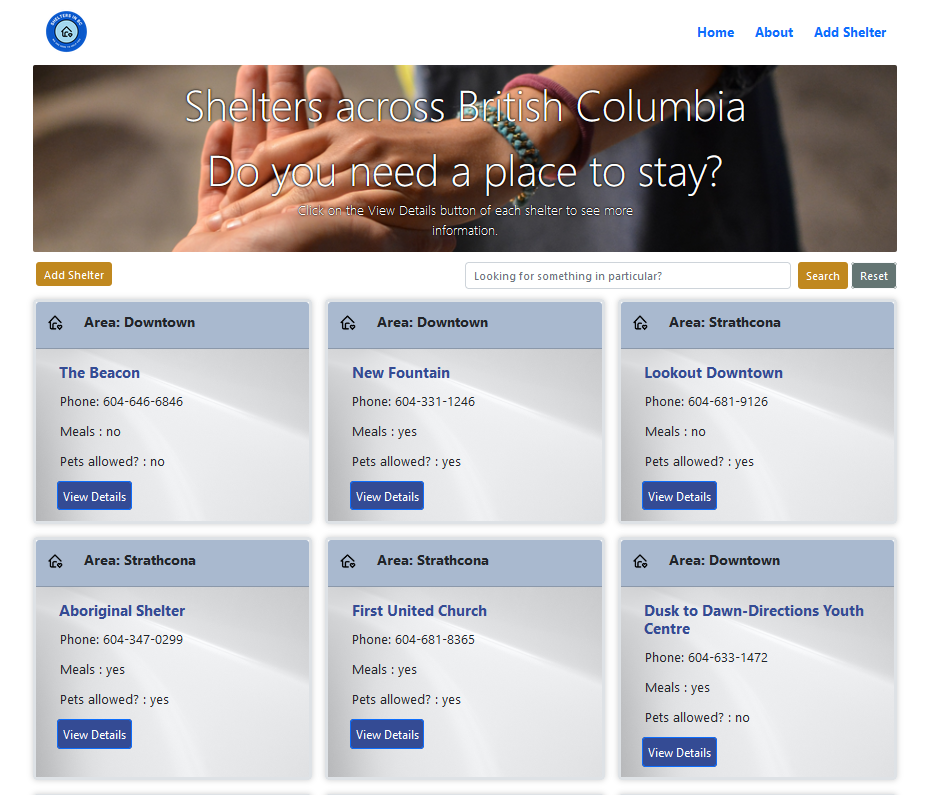 SHELTERS IN BC
Home
About
Add Shelter
Shelters across British Columbia
Do you need a place to stay?
Click on the View Details button of each shelter to see more
information.
Add Shelter
Looking for something in particular?
Search
Reset
Area: Downtown
The Beacon
Phone: 604-646-6846
Meals : no
Pets allowed? : no
View Details
Area: Downtown
New Fountain
Phone: 604-331-1246
Meals : yes
Pets allowed? : yes
View Details
Area: Strathcona
Lookout Downtown
Phone: 604-681-9126
Meals : no
Pets allowed? : yes
View Details
Area: Strathcona
Aboriginal Shelter
Phone: 604-347-0299
Meals : yes
Pets allowed? : yes
View Details
Area: Strathcona
First United Church
Phone: 604-681-8365
Meals : yes
Pets allowed? : yes
View Details
Area: Downtown
Dusk to Dawn-Directions Youth
Centre
Phone: 604-633-1472
Meals : yes
Pets allowed? : no
View Details